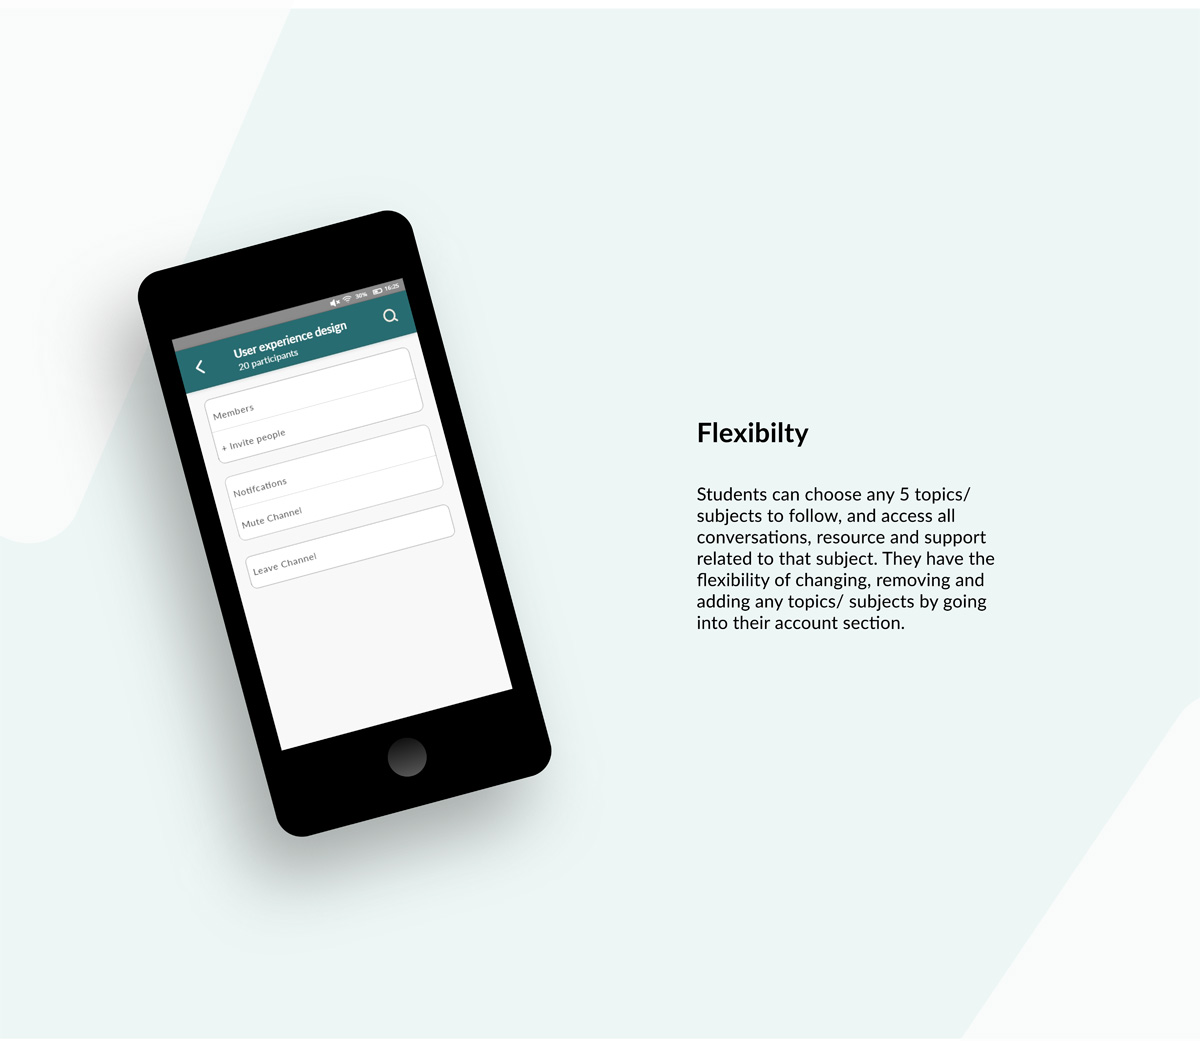 30% 16:25
User experience design
20 participants
Members
+ Invite people
Notifcations
Mute Channel
Leave Channel
Flexibilty
Students can choose any 5 topics/
subjects to follow, and access all
conversations, resource and support
related to that subject. They have the
flexibility of changing, removing and
adding any topics/ subjects by going
into their account section.